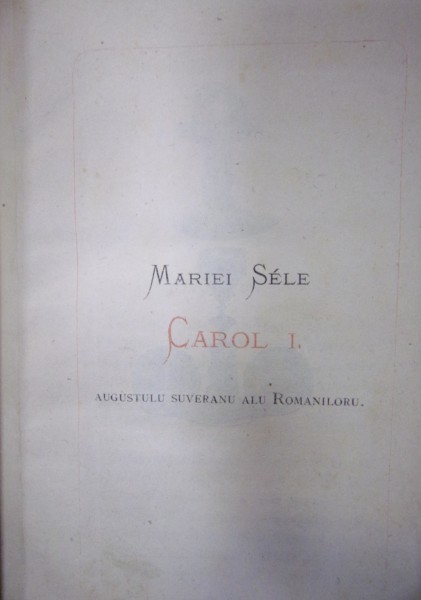 Mariei Séle
Carol I.
augustulu suveranu alu Romaniloru.